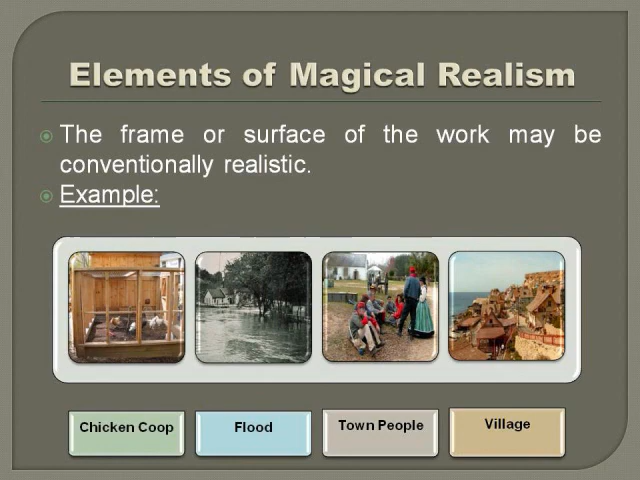 Elements of Magical Realism
The frame or surface of the work may be
conventionally realistic.
Example:
Chicken Coop
Flood
Town People
Village